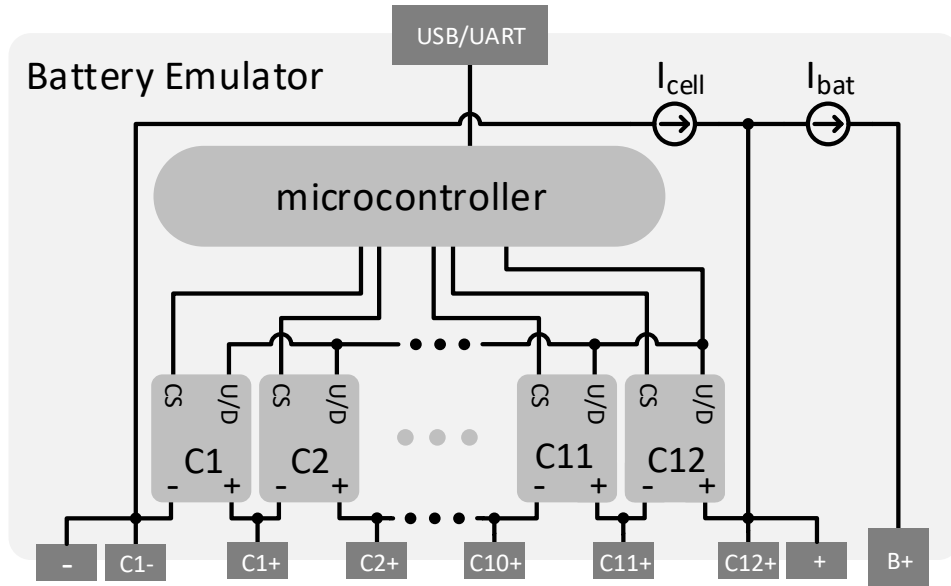 USB/UART
Battery Emulator
Icell
Ibat
microcontroller
CS U/D CS U/D CS U/D CS U/D
C1 C2 C11 C12
- + - + - + - +
- C1- C1+ C2+ C10+ C11+ C12+ + B+